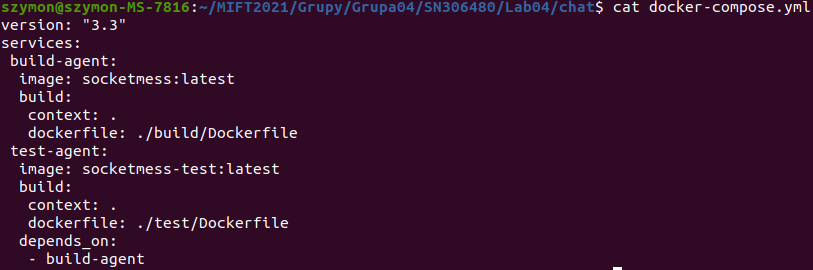 szymon@szymon-MS-7816:~/MIFT2021/Grupy/Grupa04/SN306480/Lab04/chat$ cat docker-compose.yml
version: "3.3"
services:
 build-agent:
  image: socketmess:latest
  build:
   context: .
   dockerfile: ./build/Dockerfile
 test-agent:
  image: socketmess-test:latest
  build:
   context: .
   dockerfile: ./test/Dockerfile
  depends_on:
   - build-agent